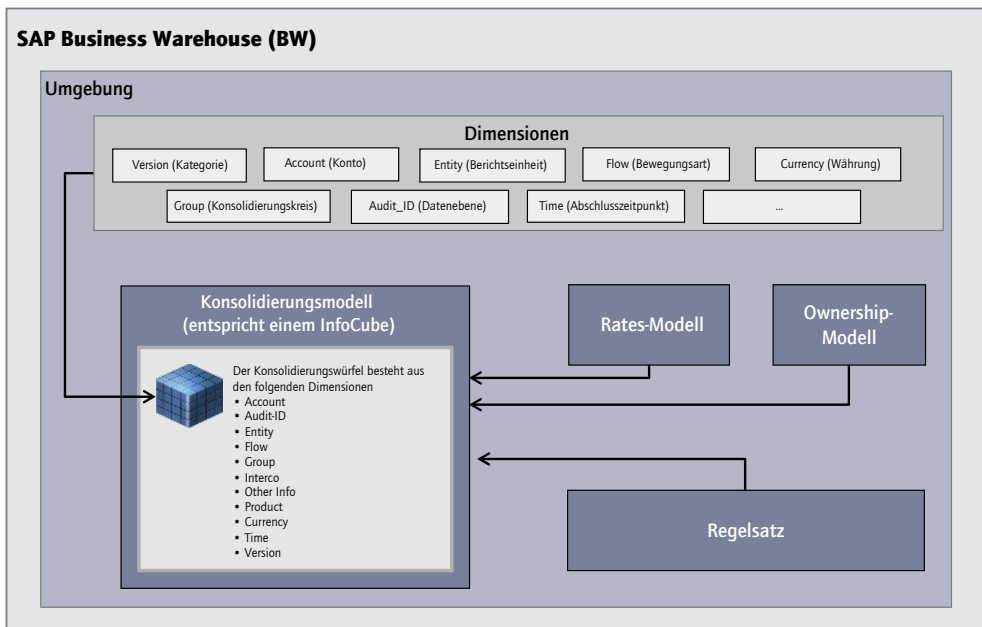 SAP Business Warehouse (BW)
Umgebung
Dimensionen
Version (Kategorie)
Account (Konto)
Entity (Berichtseinheit)
Flow (Bewegungsart)
Currency (Währung)
Group (Konsolidierungskreis)
Audit_ID (Datenebene)
Time (Abschlusszeitpunkt)
...
Konsolidierungsmodell
(entspricht einem InfoCube)
Der Konsolidierungswürfel besteht aus
den folgenden Dimensionen
• Account
• Audit-ID
• Entity
• Flow
• Group
• Interco
• Other Info
• Product
• Currency
• Time
• Version
Rates-Modell
Ownership-
Modell
Regelsatz